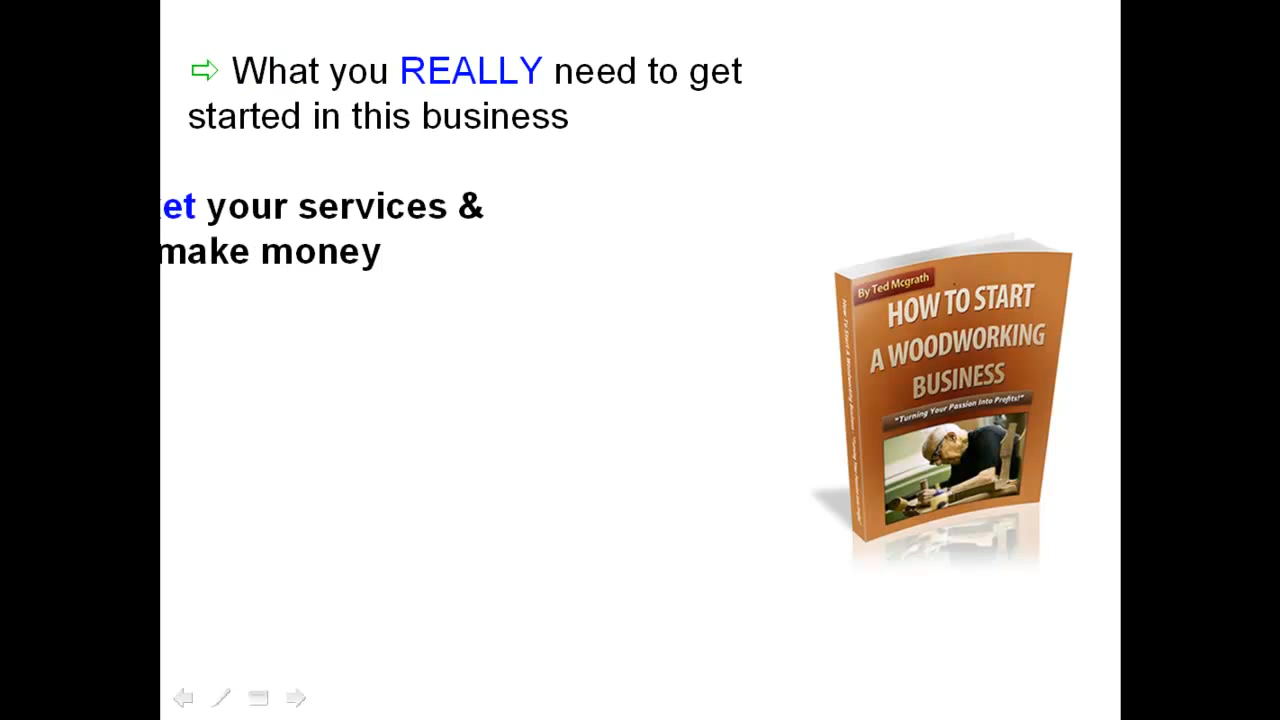 ⇨ What you REALLY need to get
started in this business
et your services &
make money
By Ted Mcgrath
HOW TO START
A WOODWORKING
BUSINESS
"Turning Your Passion Into Profits!"